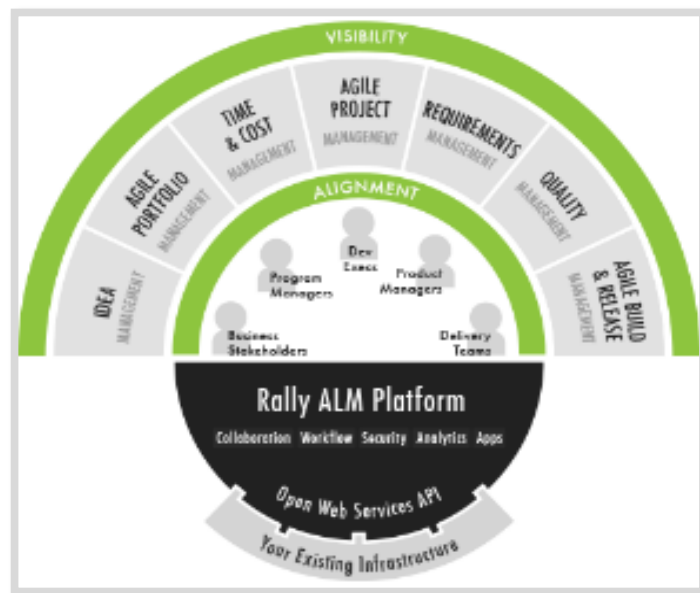 VISIBILITY
IDEA
MANAGEMENT
AGILE
PORTFOLIO
MANAGEMENT
TIME
& COST
MANAGEMENT
AGILE
PROJECT
MANAGEMENT
REQUIREMENTS
MANAGEMENT
QUALITY
MANAGEMENT
AGILE BUILD
& RELEASE
MANAGEMENT
ALIGNMENT
Business
Stakeholders
Program
Managers
Dev
Execs
Product
Managers
Delivery
Teams
Rally ALM Platform
Collaboration Workflow Security Analytics Apps
Open Web Services API
Your Existing Infrastructure